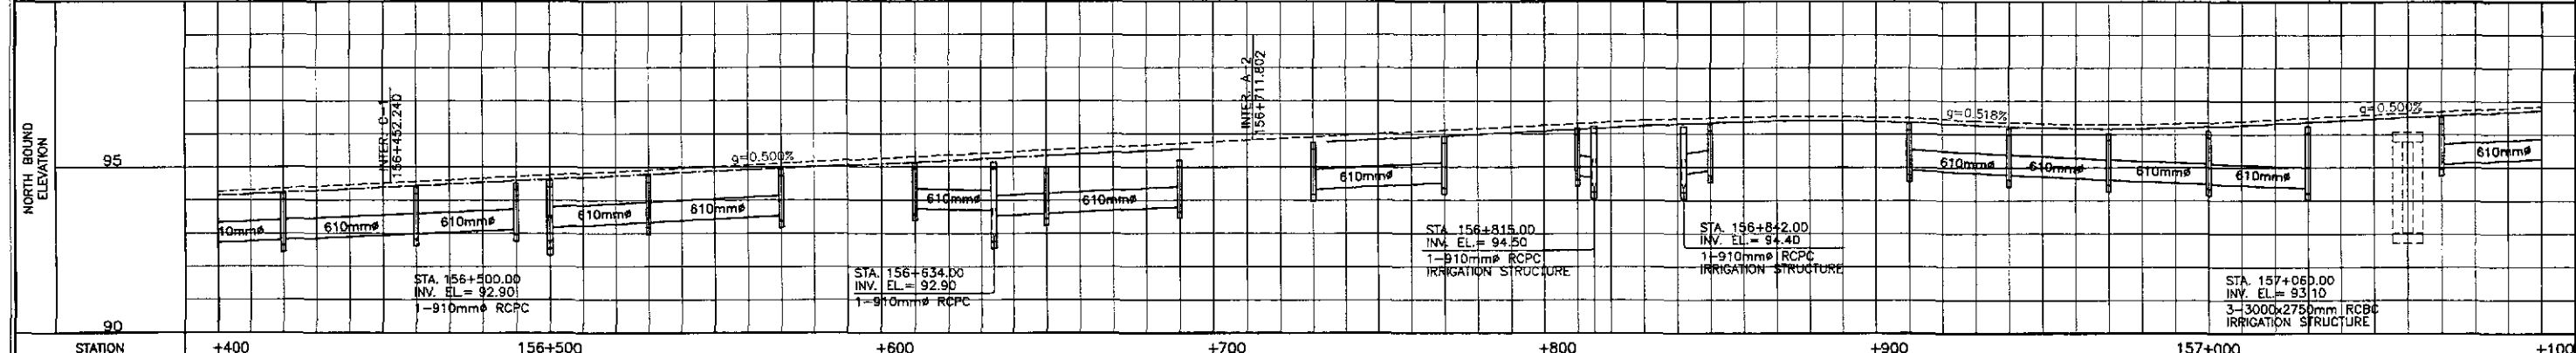 NORTH BOUND
ELEVATION
95
90
INTER. C-1
156+452.240
g=0.500%
INTER. A-2
156+711.802
g=0.518%
g=0.500%
10mmø
610mmø
610mmø
610mmø
610mmø
610mmø
610mmø
610mmø
610mmø
610mmø
610mmø
610mmø
STA. 156+500.00
INV. EL.= 92.90
1-910mmø RCPC
STA. 156+634.00
INV. EL.= 92.90
1-910mmø RCPC
STA. 156+815.00
INV. EL.= 94.50
1-910mmø RCPC
IRRIGATION STRUCTURE
STA. 156+842.00
INV. EL.= 94.40
1-910mmø RCPC
IRRIGATION STRUCTURE
STA. 157+060.00
INV. EL.= 93.10
3-3000x2750mm RCBC
IRRIGATION STRUCTURE
STATION
+400
156+500
+600
+700
+800
+900
157+000
+100